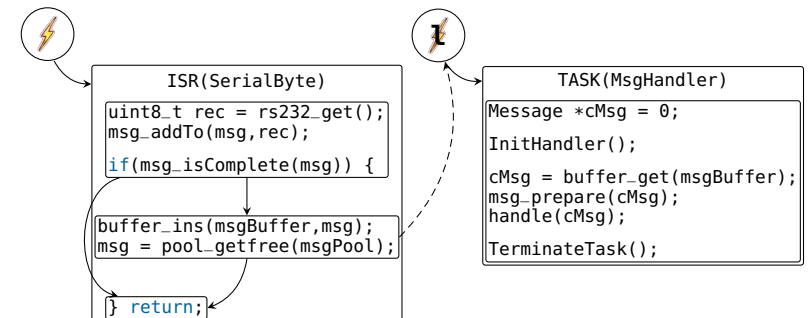 ISR(SerialByte)
uint8_t rec = rs232_get();
msg_addTo(msg,rec);
if(msg_isComplete(msg)) {
buffer_ins(msgBuffer,msg);
msg = pool_getfree(msgPool);
} return;
TASK(MsgHandler)
Message *cMsg = 0;
InitHandler();
cMsg = buffer_get(msgBuffer);
msg_prepare(cMsg);
handle(cMsg);
TerminateTask();